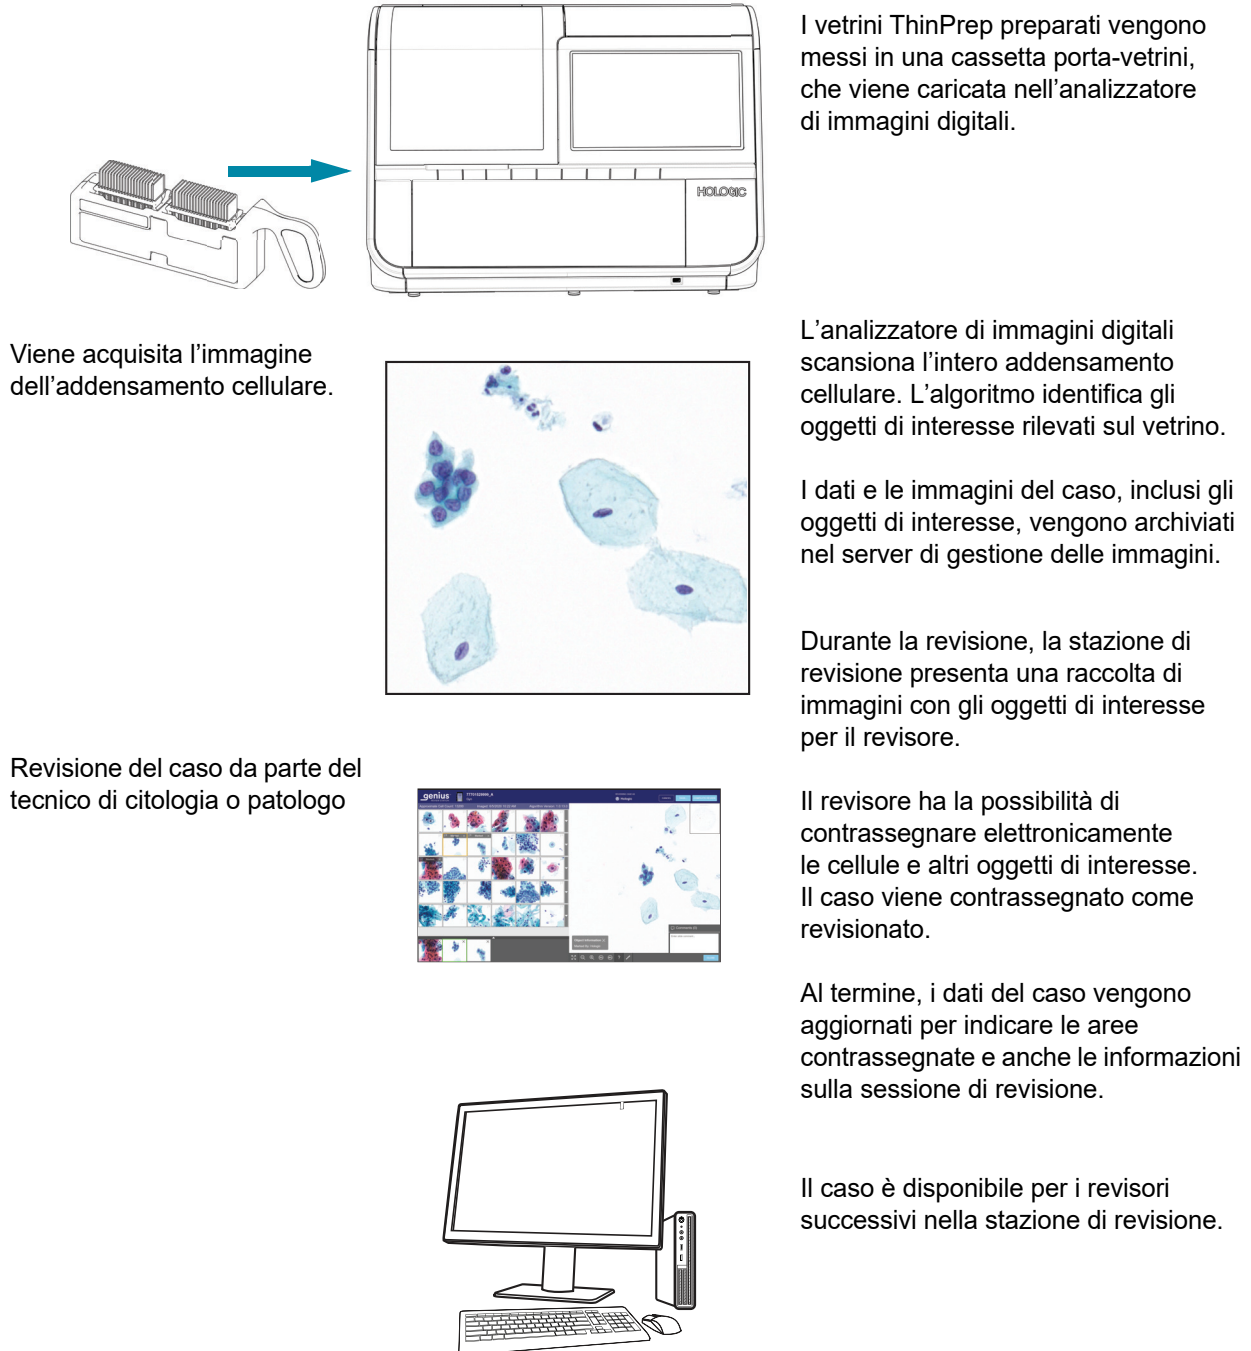 I vetrini ThinPrep preparati vengono
messi in una cassetta porta-vetrini,
che viene caricata nell’analizzatore
di immagini digitali.
HOLOGIC
Viene acquisita l’immagine
dell’addensamento cellulare.
L’analizzatore di immagini digitali
scansiona l’intero addensamento
cellulare. L’algoritmo identifica gli
oggetti di interesse rilevati sul vetrino.
I dati e le immagini del caso, inclusi gli
oggetti di interesse, vengono archiviati
nel server di gestione delle immagini.
Durante la revisione, la stazione di
revisione presenta una raccolta di
immagini con gli oggetti di interesse
per il revisore.
Revisione del caso da parte del
tecnico di citologia o patologo
genius
Il revisore ha la possibilità di
contrassegnare elettronicamente
le cellule e altri oggetti di interesse.
Il caso viene contrassegnato come
revisionato.
Al termine, i dati del caso vengono
aggiornati per indicare le aree
contrassegnate e anche le informazioni
sulla sessione di revisione.
Il caso è disponibile per i revisori
successivi nella stazione di revisione.